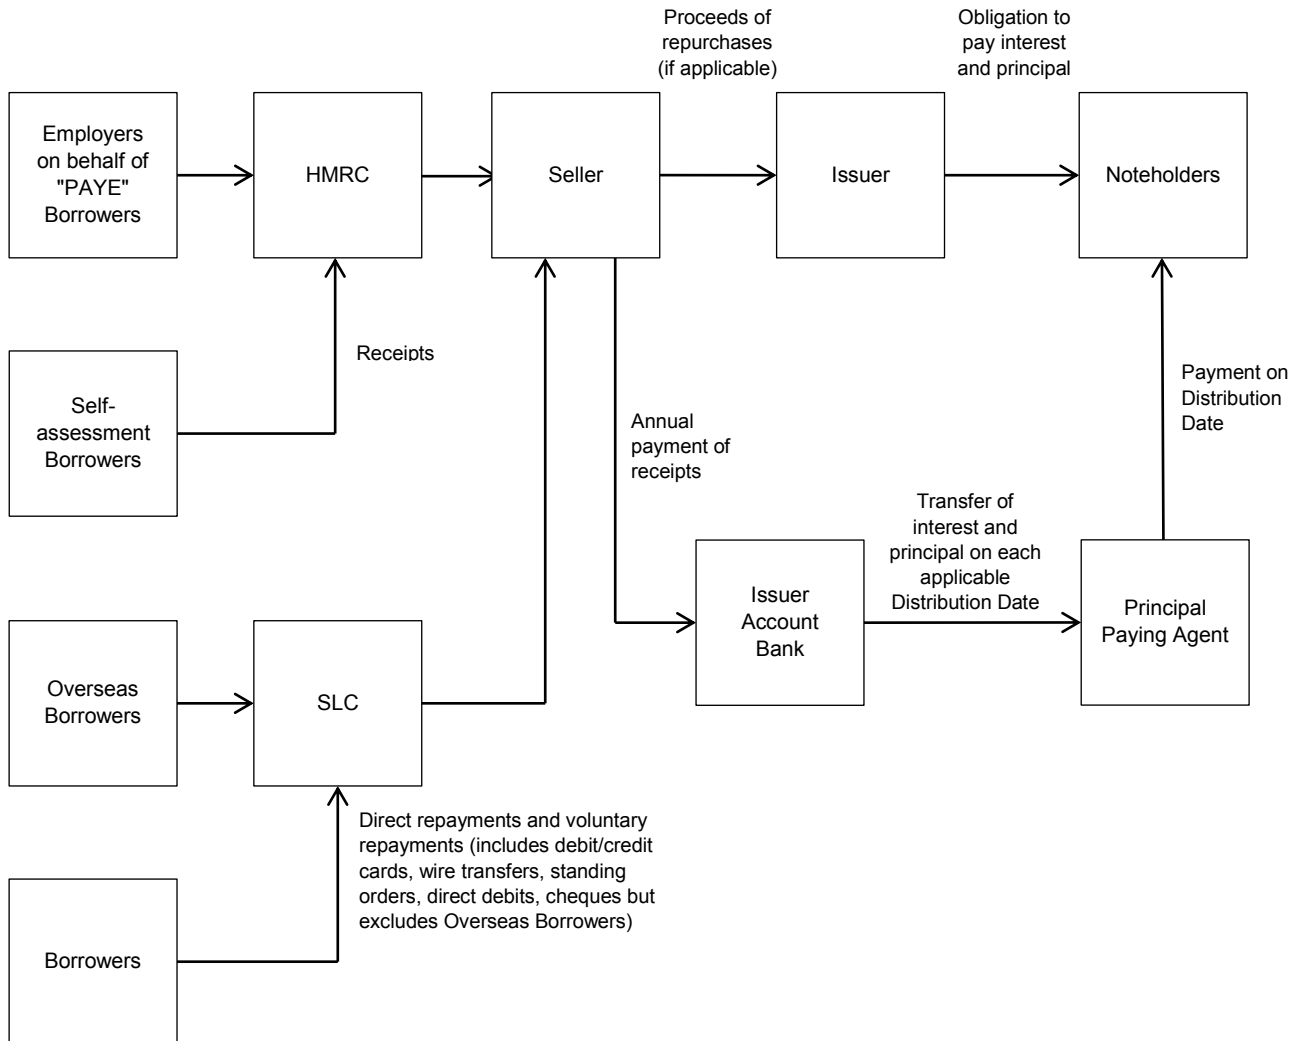 Proceeds of
repurchases
(if applicable)
Obligation to
pay interest
and principal
Employers
on behalf of
"PAYE"
Borrowers
HMRC
Seller
Issuer
Noteholders
Receipts
Self-
assessment
Borrowers
Annual
payment of
receipts
Payment on
Distribution
Date
Transfer of
interest and
principal on each
applicable
Distribution Date
Issuer
Account
Bank
Principal
Paying Agent
Overseas
Borrowers
SLC
Direct repayments and voluntary
repayments (includes debit/credit
cards, wire transfers, standing
orders, direct debits, cheques but
excludes Overseas Borrowers)
Borrowers